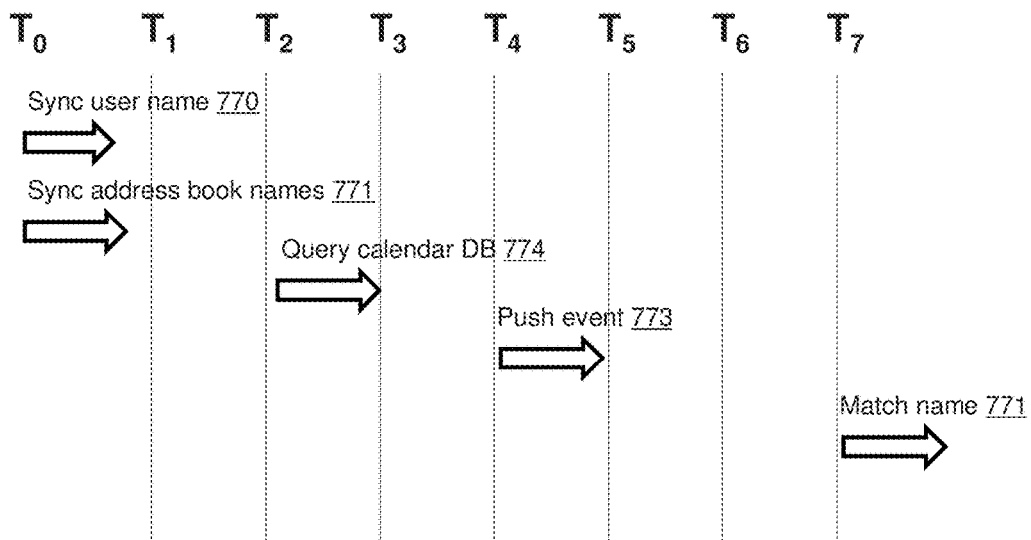 T0 T1 T2 T3 T4 T5 T6 T7
Sync user name 770
Sync address book names 771
Query calendar DB 774
Push event 773
Match name 771